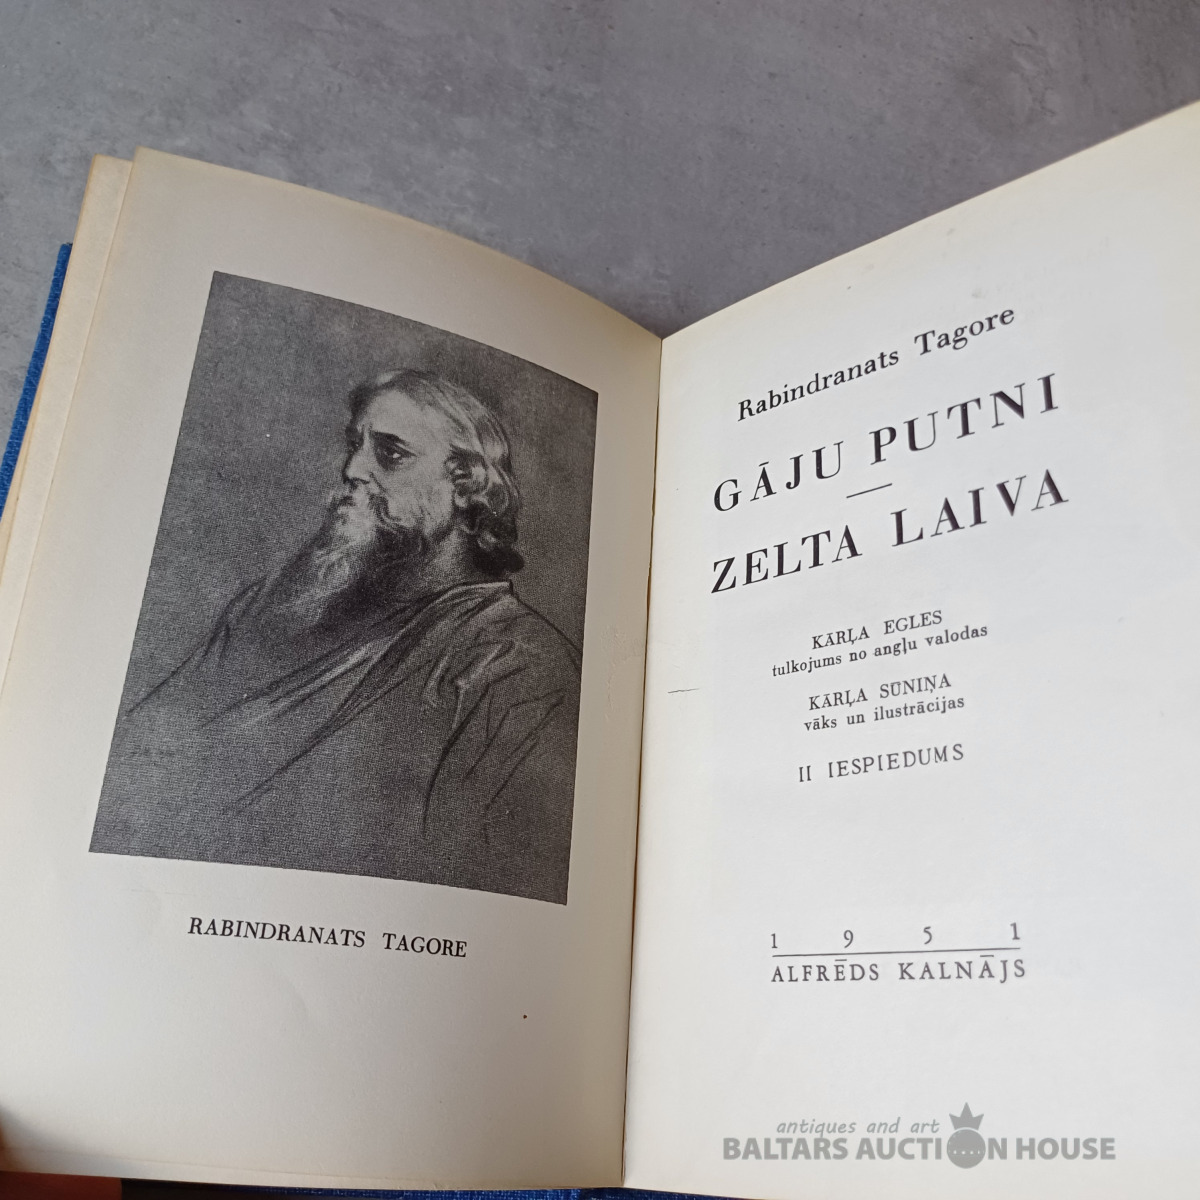 RABINDRANATS TAGORE
Rabindranats Tagore
GĀJU PUTNI
ZELTA LAIVA
KĀRĻA EGLES
tulkojums no angļu valodas
KĀRĻA SŪNIŅA
vāks un ilustrācijas
II IESPIEDUMS
1 9 5 1
ALFRĒDS KALNĀJS
antiques and art
BALTARS AUCTION HOUSE